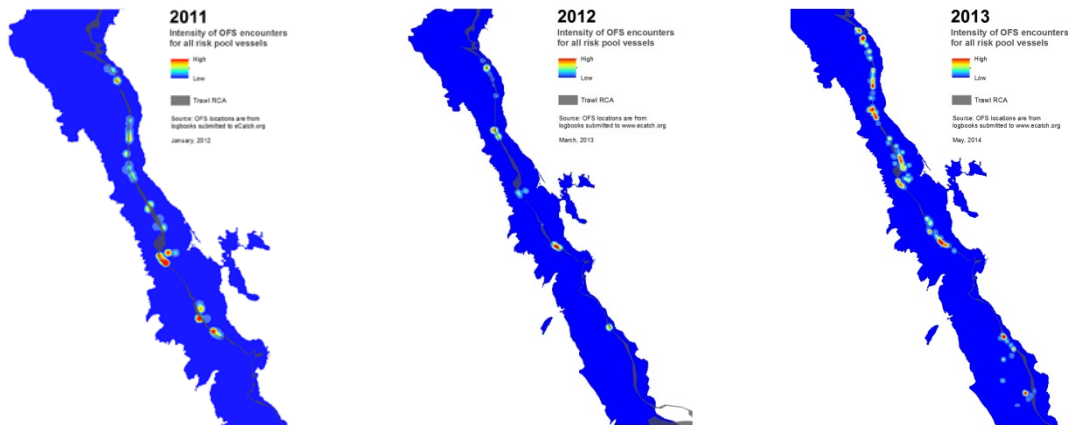 2011
Intensity of OFS encounters
for all risk pool vessels
High
Low
Trawl RCA
Source: OFS locations are from
logbooks submitted to eCatch.org
January, 2012
2012
Intensity of OFS encounters
for all risk pool vessels
High
Low
Trawl RCA
Source: OFS locations are from
logbooks submitted to www.ecatch.org
March, 2013
2013
Intensity of OFS encounters
for all risk pool vessels
High
Low
Trawl RCA
Source: OFS locations are from
logbooks submitted to www.ecatch.org
May, 2014